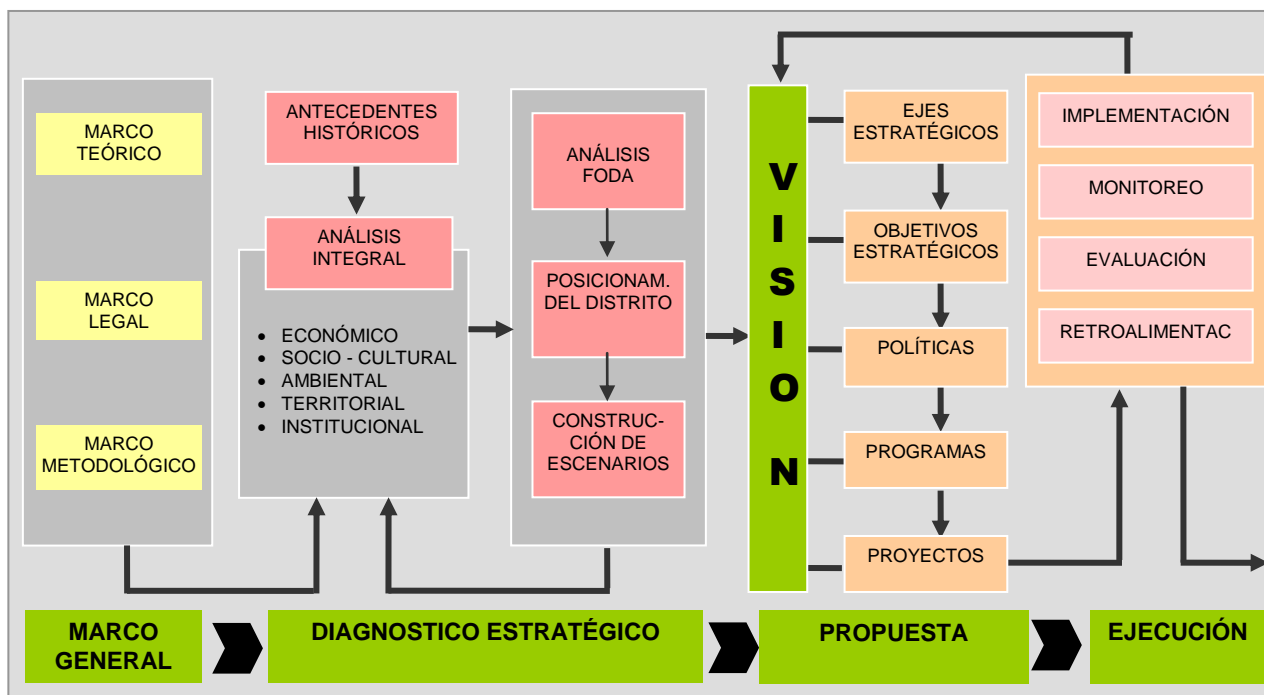 MARCO
TEÓRICO
MARCO
LEGAL
MARCO
METODOLÓGICO
ANTECEDENTES
HISTÓRICOS
ANÁLISIS
INTEGRAL
• ECONÓMICO
• SOCIO - CULTURAL
• AMBIENTAL
• TERRITORIAL
• INSTITUCIONAL
ANÁLISIS
FODA
POSICIONAM.
DEL DISTRITO
CONSTRUC-
CIÓN DE
ESCENARIOS
V
I
S
I
O
N
EJES
ESTRATÉGICOS
OBJETIVOS
ESTRATÉGICOS
POLÍTICAS
PROGRAMAS
PROYECTOS
IMPLEMENTACIÓN
MONITOREO
EVALUACIÓN
RETROALIMENTAC
MARCO
GENERAL
DIAGNOSTICO ESTRATÉGICO
PROPUESTA
EJECUCIÓN